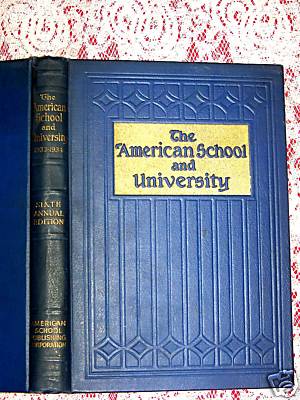 The
American
School
and
University
1933-1934
SIXTH
ANNUAL
EDITION
AMERICAN
SCHOOL
PUBLISHING
CORPORATION
The
American School
and
University